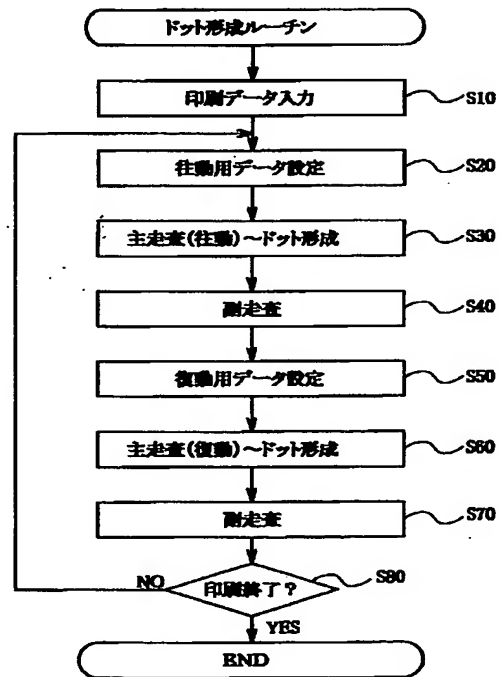 ドット形成ルーチン
印刷データ入力
S10
往動用データ設定
S20
主走査(往動)～ドット形成
S30
副走査
S40
復動用データ設定
S50
主走査(復動)～ドット形成
S60
副走査
S70
印刷終了？
S80
NO
YES
END